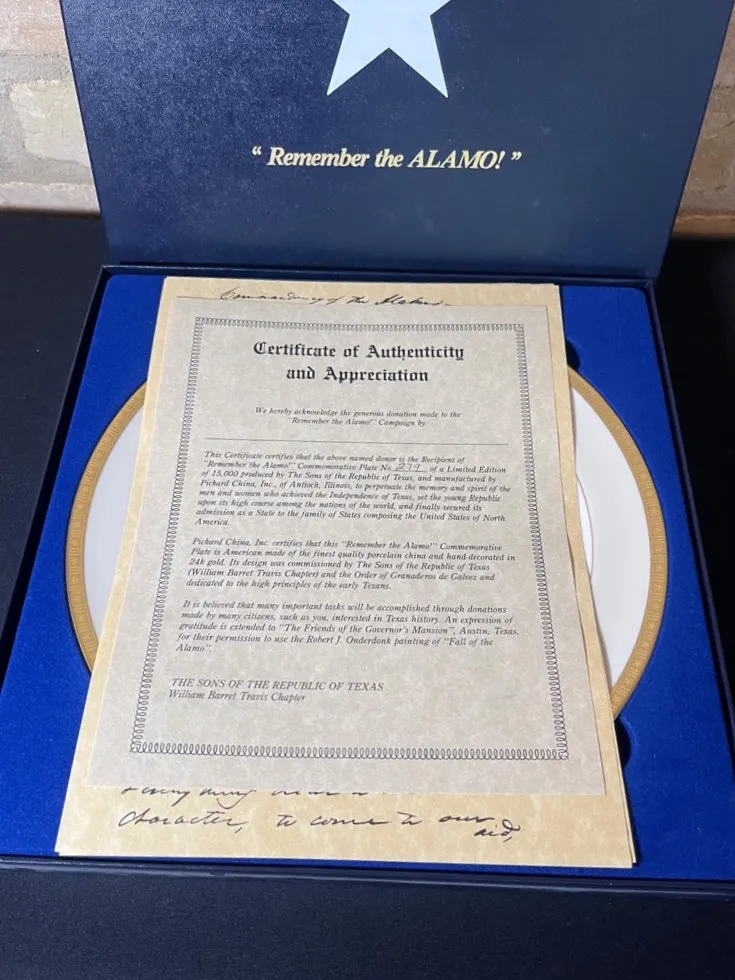 “ Remember the ALAMO! ”
Commandancy of the Alamo—
Certificate of Authenticity
and Appreciation
We hereby acknowledge the generous donation made to the
"Remember the Alamo!" Campaign by
This Certificate certifies that the above named donor is the Recipient of
"Remember the Alamo!" Commemorative Plate No. 279 of a Limited Edition
of 15,000 produced by The Sons of the Republic of Texas, and manufactured by
Pickard China, Inc., of Antioch, Illinois, to perpetuate the memory and spirit of the
men and women who achieved the Independence of Texas, set the young Republic
upon its high course among the nations of the world, and finally secured its
admission as a State to the family of States composing the United States of North
America.
Pickard China, Inc. certifies that this "Remember the Alamo!" Commemorative
Plate is American made of the finest quality porcelain china and hand-decorated in
24k gold. Its design was commissioned by The Sons of the Republic of Texas
(William Barret Travis Chapter) and the Order of Granaderos de Galvez and
dedicated to the high principles of the early Texans.
It is believed that many important tasks will be accomplished through donations
made by many citizens, such as you, interested in Texas history. An expression of
gratitude is extended to "The Friends of the Governor's Mansion", Austin, Texas,
for their permission to use the Robert J. Onderdonk painting of "Fall of the
Alamo".
THE SONS OF THE REPUBLIC OF TEXAS
William Barret Travis Chapter
character, to come to our
aid,